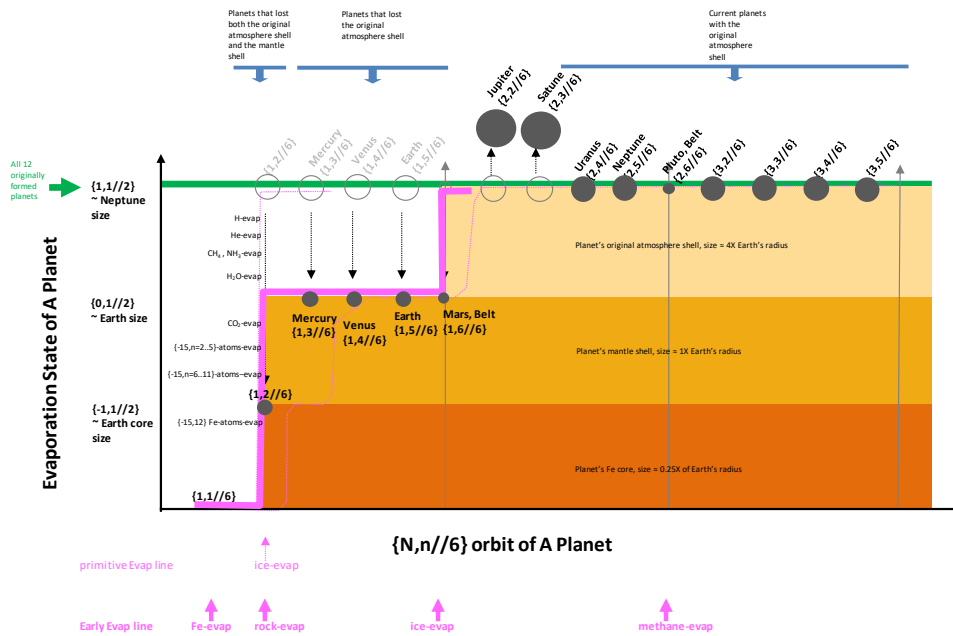 Planets that lost
both the original
atmosphere shell
and the mantle
shell
Planets that lost
the original
atmosphere shell
Current planets
with the
original
atmosphere
shell
Jupiter
{2,2//6}
Satune
{2,3//6}
{1,2//6}
Mercury
{1,3//6}
Venus
{1,4//6}
Earth
{1,5//6}
Uranus
{2,4//6}
Neptune
{2,5//6}
Pluto, Belt
{2,6//6}
{3,2//6}
{3,3//6}
{3,4//6}
{3,5//6}
All 12
originally
formed
planets
{1,1//2}
~ Neptune
size
H-evap
He-evap
CH₄ , NH₃-evap
H₂O-evap
Planet's original atmosphere shell, size ≈ 4X Earth's radius
{0,1//2}
~ Earth size
Mercury
{1,3//6}
Venus
{1,4//6}
Earth
{1,5//6}
Mars, Belt
{1,6//6}
CO₂-evap
{-15,n=2..5}-atoms-evap
{-15,n=6..11}-atoms–evap
Planet's mantle shell, size ≈ 1X Earth's radius
{1,2//6}
{-1,1//2}
~ Earth core
size
{-15,12} Fe-atoms-evap
Planet's Fe core, size ≈ 0.25X of Earth's radius
{1,1//6}
Evaporation State of A Planet
{N,n//6} orbit of A Planet
primitive Evap line
ice-evap
Early Evap line
Fe-evap
rock-evap
ice-evap
methane-evap